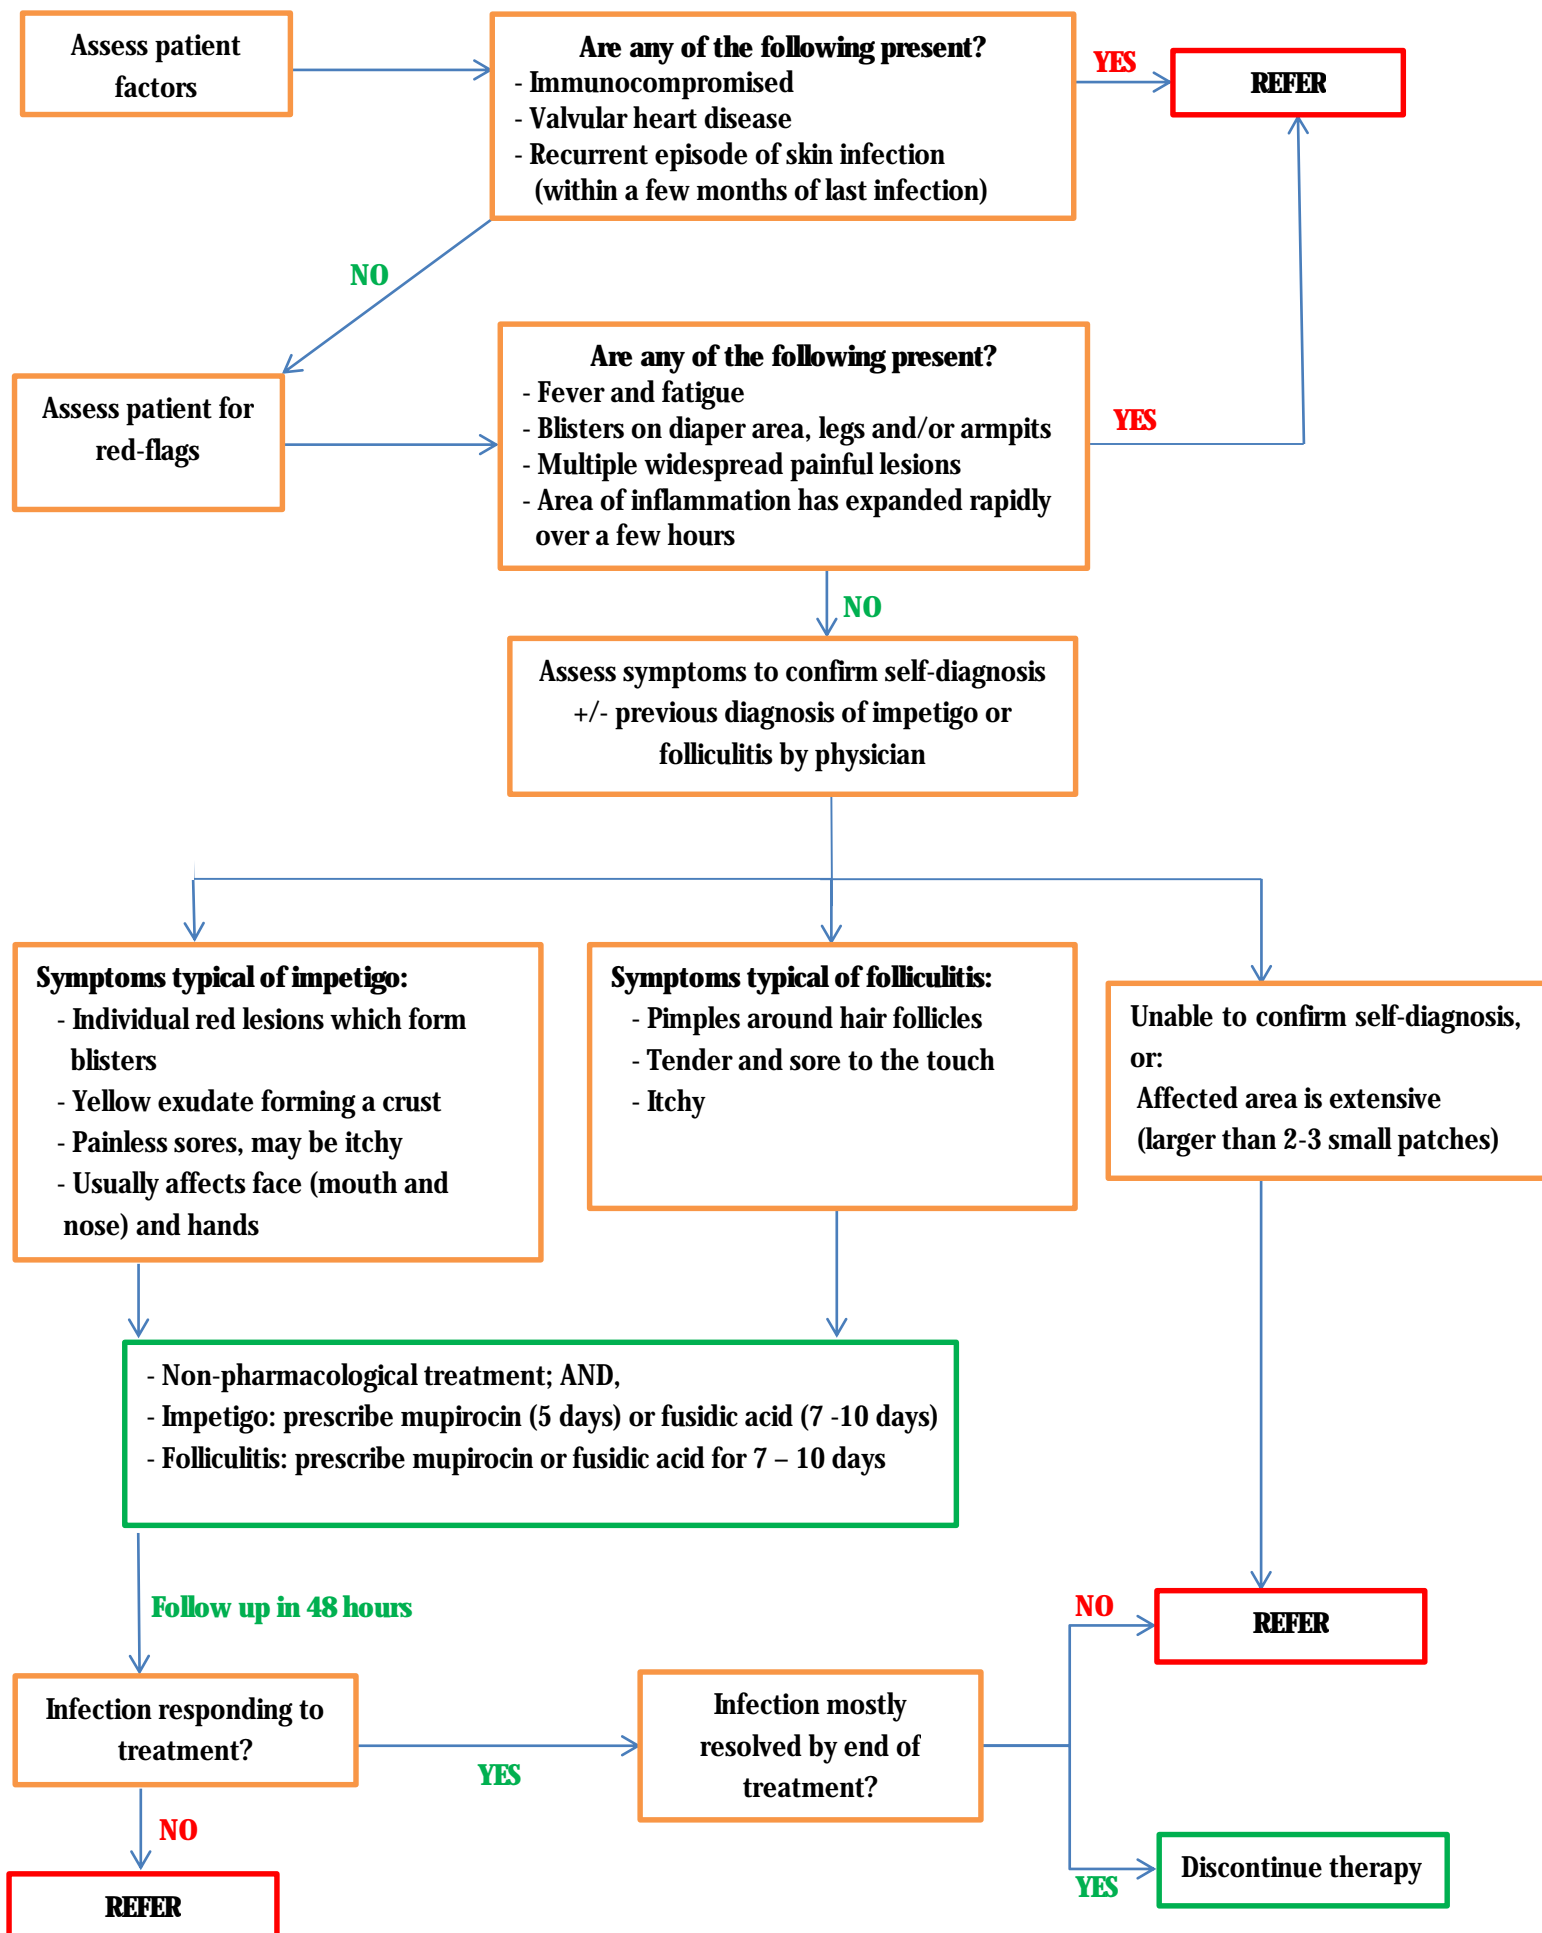 Assess patient
factors
Are any of the following present?
- Immunocompromised
- Valvular heart disease
- Recurrent episode of skin infection
(within a few months of last infection)
YES
REFER
NO
Assess patient for
red-flags
Are any of the following present?
- Fever and fatigue
- Blisters on diaper area, legs and/or armpits
- Multiple widespread painful lesions
- Area of inflammation has expanded rapidly
over a few hours
YES
NO
Assess symptoms to confirm self-diagnosis
+/- previous diagnosis of impetigo or
folliculitis by physician
Symptoms typical of impetigo:
- Individual red lesions which form
blisters
- Yellow exudate forming a crust
- Painless sores, may be itchy
- Usually affects face (mouth and
nose) and hands
Symptoms typical of folliculitis:
- Pimples around hair follicles
- Tender and sore to the touch
- Itchy
Unable to confirm self-diagnosis,
or:
Affected area is extensive
(larger than 2-3 small patches)
- Non-pharmacological treatment; AND,
- Impetigo: prescribe mupirocin (5 days) or fusidic acid (7 -10 days)
- Folliculitis: prescribe mupirocin or fusidic acid for 7 – 10 days
Follow up in 48 hours
Infection responding to
treatment?
YES
Infection mostly
resolved by end of
treatment?
NO
REFER
YES
Discontinue therapy
NO
REFER